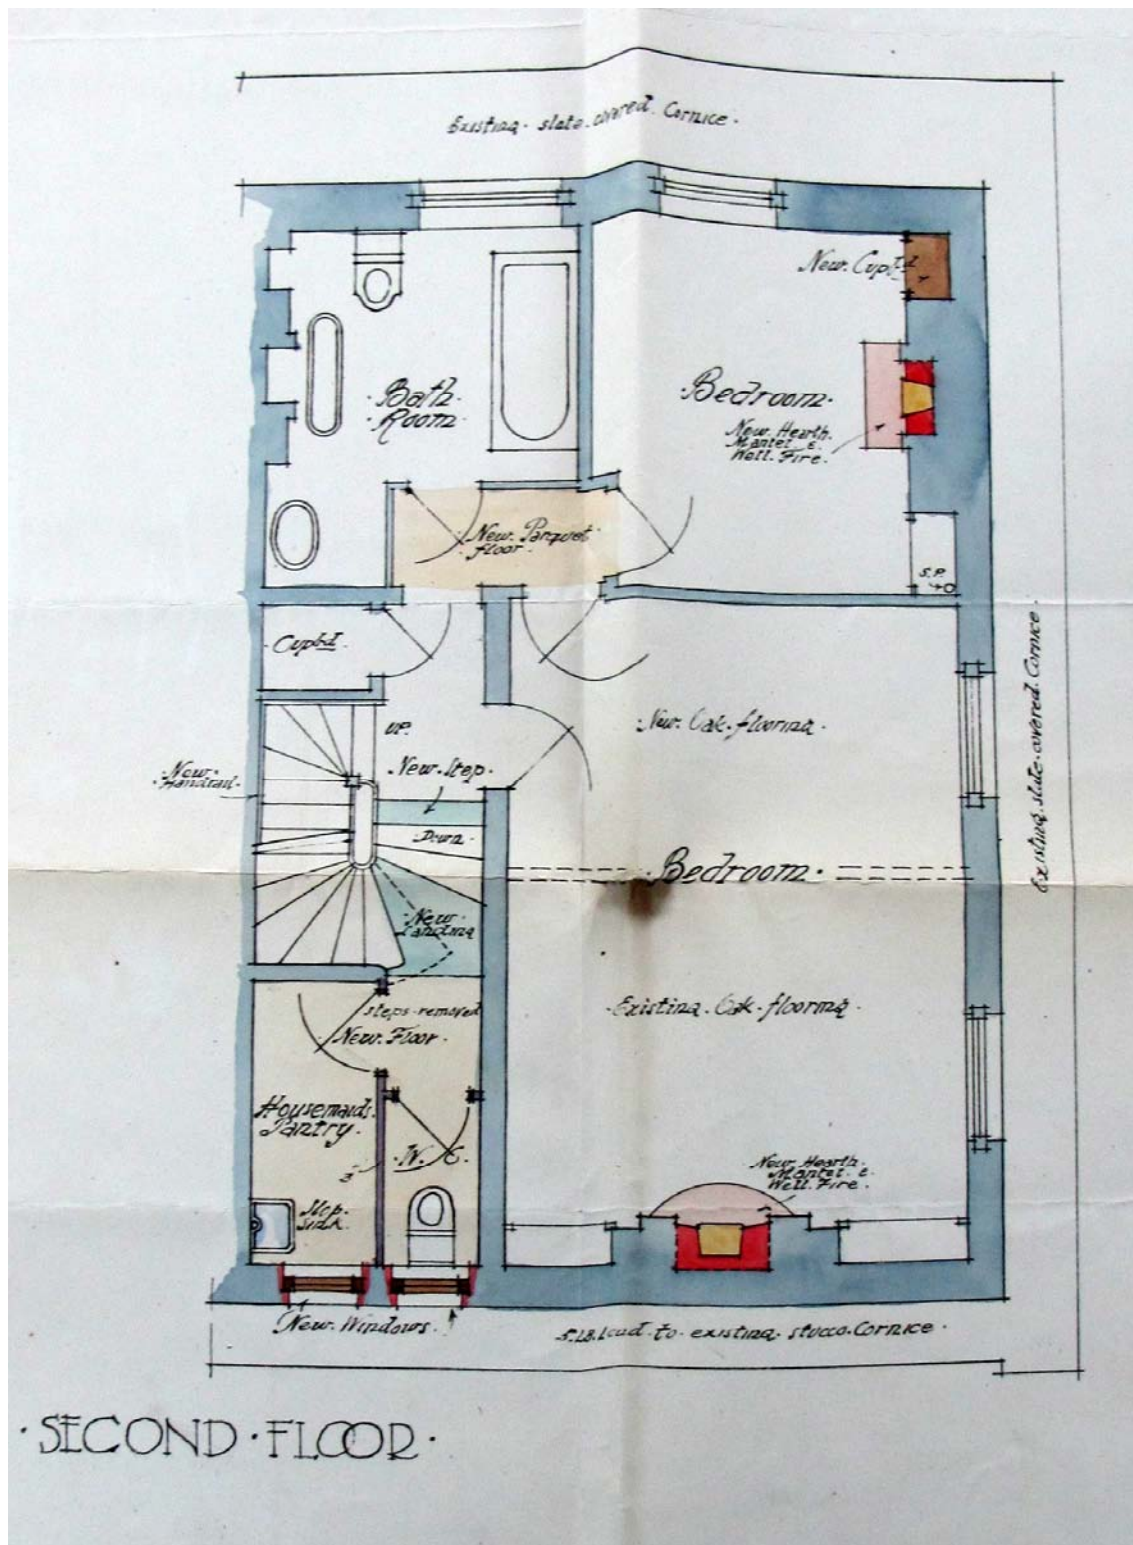 Existing. slate. covered. Cornice.
New. Cupb'd
Bath.
Room.
Bedroom.
New. Hearth.
Mantel. &
Well. Fire.
New. Parquet
floor.
S.P.
Cupb'd.
UP.
New. Oak. flooring.
New.
Handrail.
New. Step.
Down.
Existing. slate. covered. Cornice
Bedroom.
New.
Landing
Existing. Oak. flooring.
Steps. removed
New. Floor.
Housemaids.
Pantry.
W. C.
3"
New. Hearth.
Mantel. &
Well. Fire.
Slop.
Sink.
New. Windows.
5. LB. Lead. to. existing. stucco. Cornice.
SECOND. FLOOR.